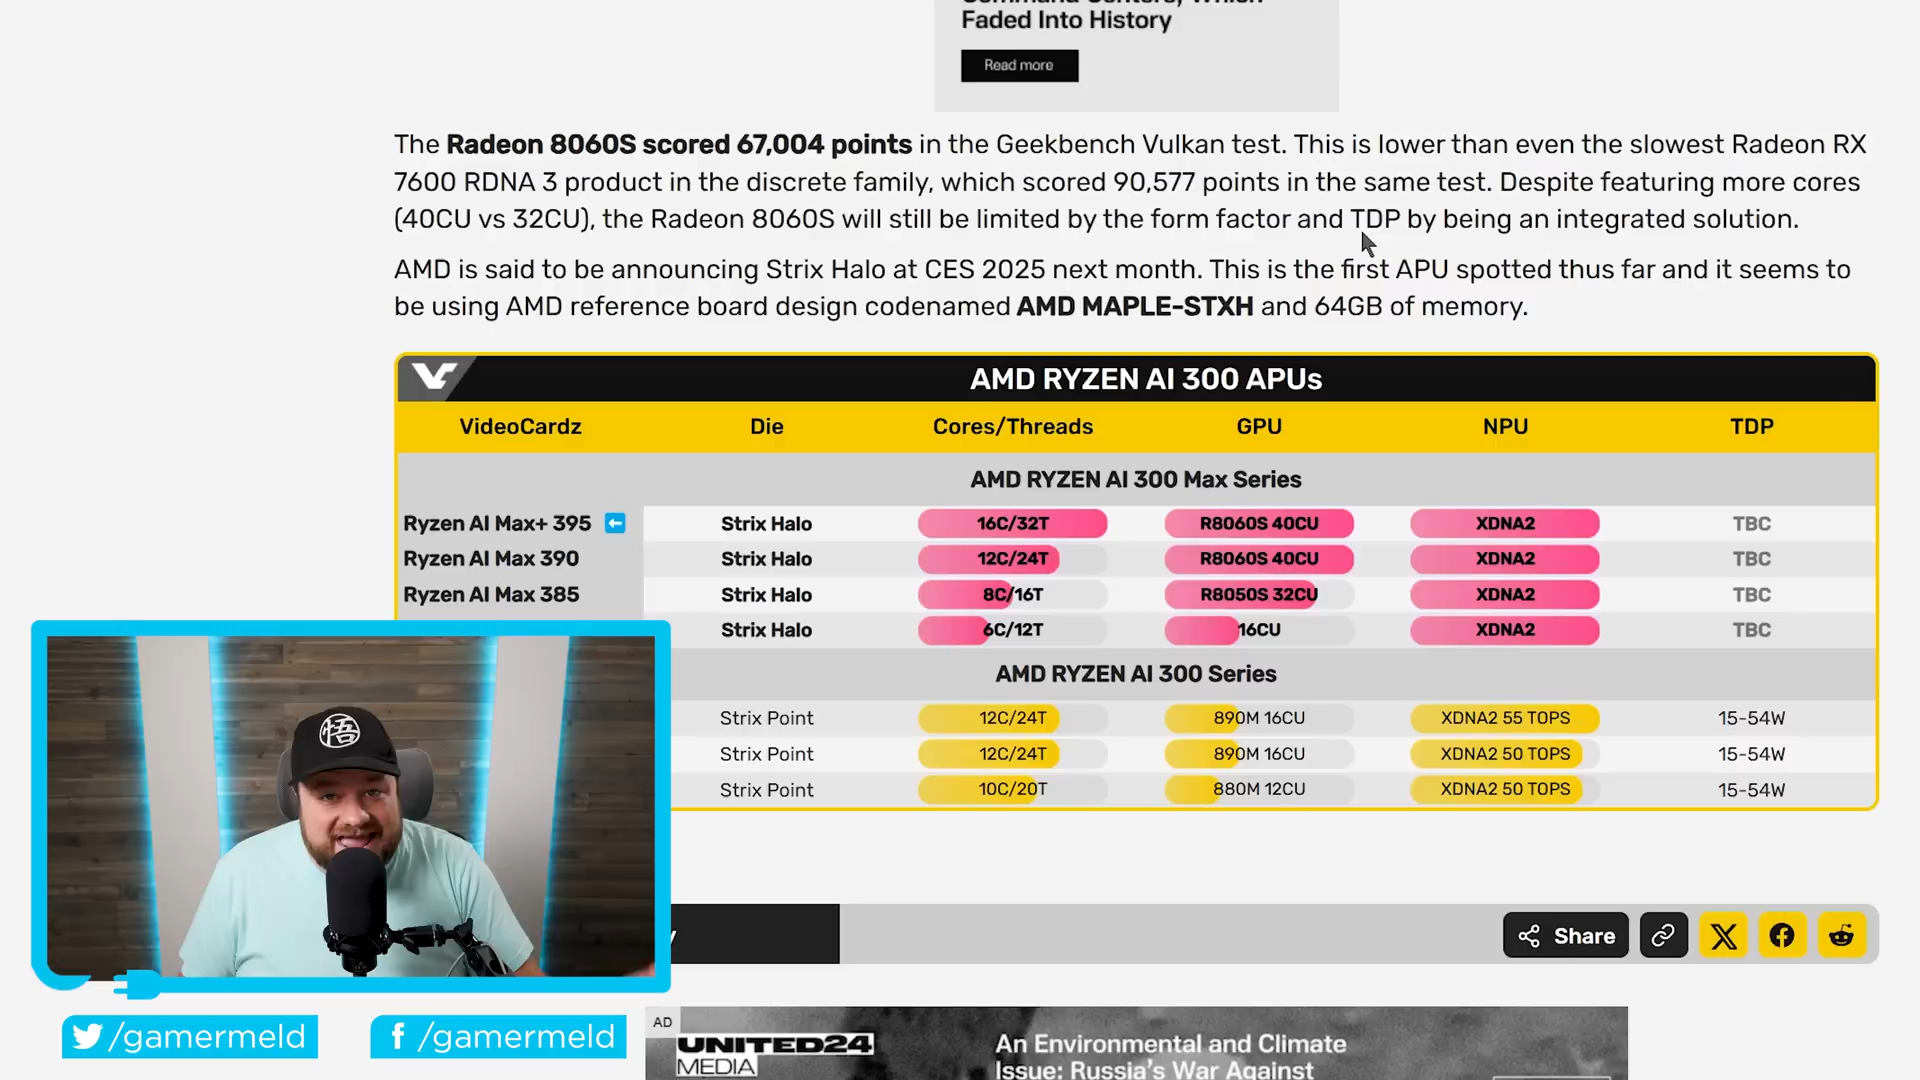 Faded Into History
Read more
The Radeon 8060S scored 67,004 points in the Geekbench Vulkan test. This is lower than even the slowest Radeon RX
7600 RDNA 3 product in the discrete family, which scored 90,577 points in the same test. Despite featuring more cores
(40CU vs 32CU), the Radeon 8060S will still be limited by the form factor and TDP by being an integrated solution.
AMD is said to be announcing Strix Halo at CES 2025 next month. This is the first APU spotted thus far and it seems to
be using AMD reference board design codenamed AMD MAPLE-STXH and 64GB of memory.
AMD RYZEN AI 300 APUs
VideoCardz Die Cores/Threads GPU NPU TDP
AMD RYZEN AI 300 Max Series
Ryzen AI Max+ 395 Strix Halo 16C/32T R8060S 40CU XDNA2 TBC
Ryzen AI Max 390 Strix Halo 12C/24T R8060S 40CU XDNA2 TBC
Ryzen AI Max 385 Strix Halo 8C/16T R8050S 32CU XDNA2 TBC
Strix Halo 6C/12T 16CU XDNA2 TBC
AMD RYZEN AI 300 Series
Strix Point 12C/24T 890M 16CU XDNA2 55 TOPS 15-54W
Strix Point 12C/24T 890M 16CU XDNA2 50 TOPS 15-54W
Strix Point 10C/20T 880M 12CU XDNA2 50 TOPS 15-54W
悟
Share
/gamermeld /gamermeld
AD
UNITED24
MEDIA
An Environmental and Climate
Issue: Russia's War Against